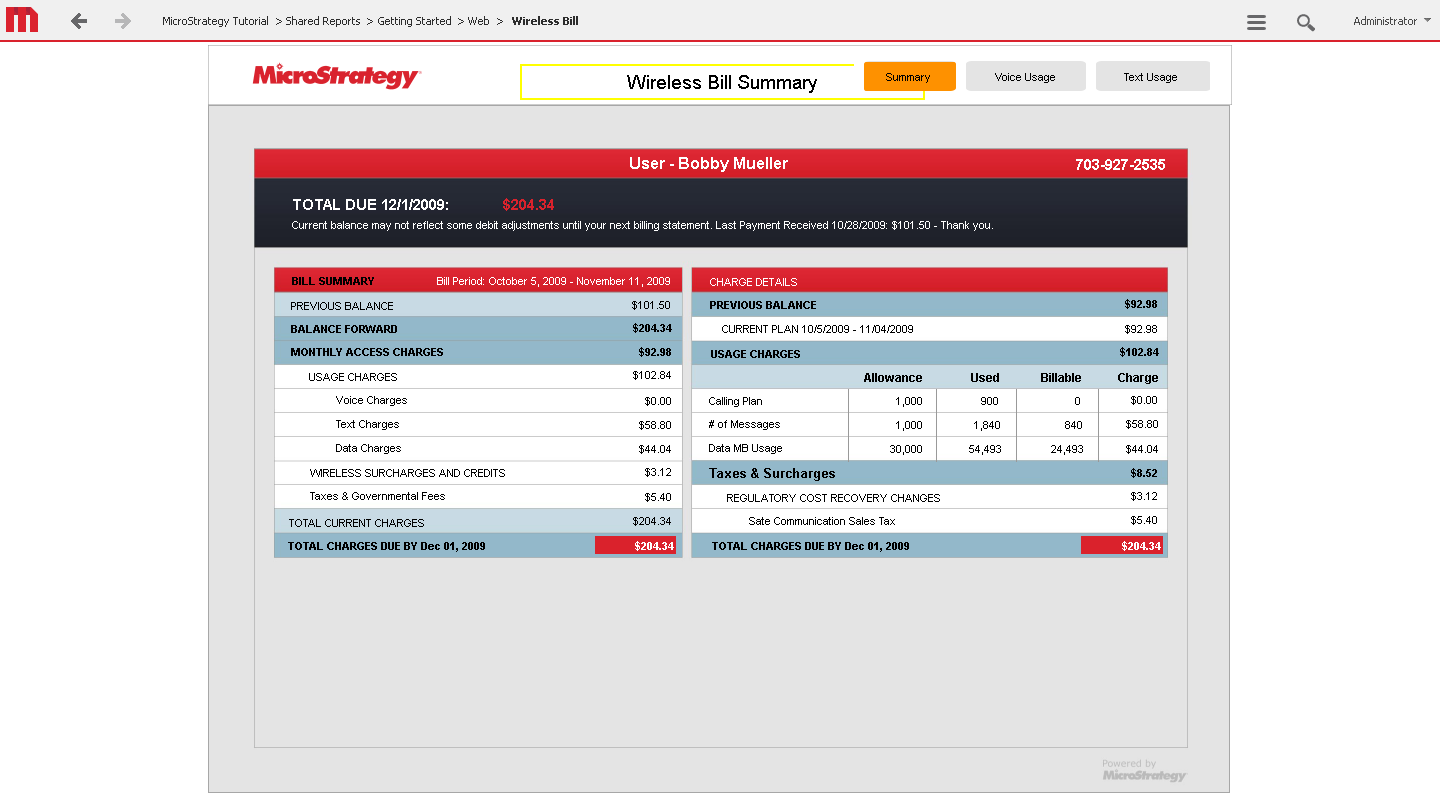 MicroStrategy Tutorial > Shared Reports > Getting Started > Web > Wireless Bill
Administrator
MicroStrategy
Wireless Bill Summary
Summary
Voice Usage
Text Usage
User - Bobby Mueller
703-927-2535
TOTAL DUE 12/1/2009: $204.34
Current balance may not reflect some debit adjustments until your next billing statement. Last Payment Received 10/28/2009: $101.50 - Thank you.
BILL SUMMARY Bill Period: October 5, 2009 - November 11, 2009
PREVIOUS BALANCE $101.50
BALANCE FORWARD $204.34
MONTHLY ACCESS CHARGES $92.98
USAGE CHARGES $102.84
Voice Charges $0.00
Text Charges $58.80
Data Charges $44.04
WIRELESS SURCHARGES AND CREDITS $3.12
Taxes & Governmental Fees $5.40
TOTAL CURRENT CHARGES $204.34
TOTAL CHARGES DUE BY Dec 01, 2009 $204.34
CHARGE DETAILS
PREVIOUS BALANCE $92.98
CURRENT PLAN 10/5/2009 - 11/04/2009 $92.98
USAGE CHARGES $102.84
Allowance Used Billable Charge
Calling Plan 1,000 900 0 $0.00
# of Messages 1,000 1,840 840 $58.80
Data MB Usage 30,000 54,493 24,493 $44.04
Taxes & Surcharges $8.52
REGULATORY COST RECOVERY CHANGES $3.12
Sate Communication Sales Tax $5.40
TOTAL CHARGES DUE BY Dec 01, 2009 $204.34
Powered by
MicroStrategy